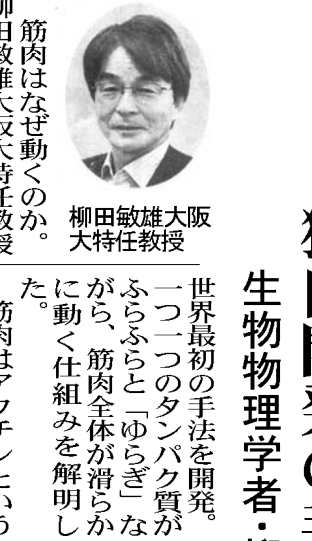 生物物理学者・柳
世界最初の手法を開発。
一つ一つのタンパク質が
ふらふらと「ゆらぎ」な
がら、筋肉全体が滑らか
に動く仕組みを解明し
た。
筋肉はアクチンという
柳田敏雄大阪
大特任教授
筋肉はなぜ動くのか。
柳田敏雄大阪大特任教授